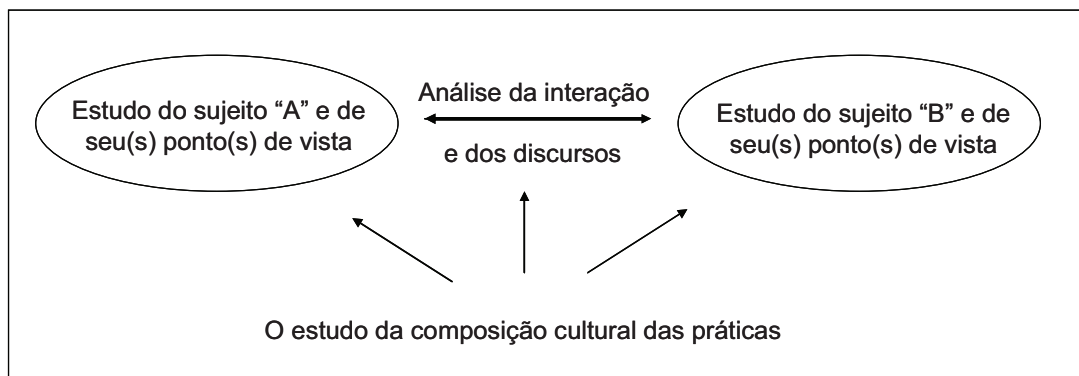 Estudo do sujeito “A” e de
seu(s) ponto(s) de vista
Análise da interação
e dos discursos
Estudo do sujeito “B” e de
seu(s) ponto(s) de vista
O estudo da composição cultural das práticas